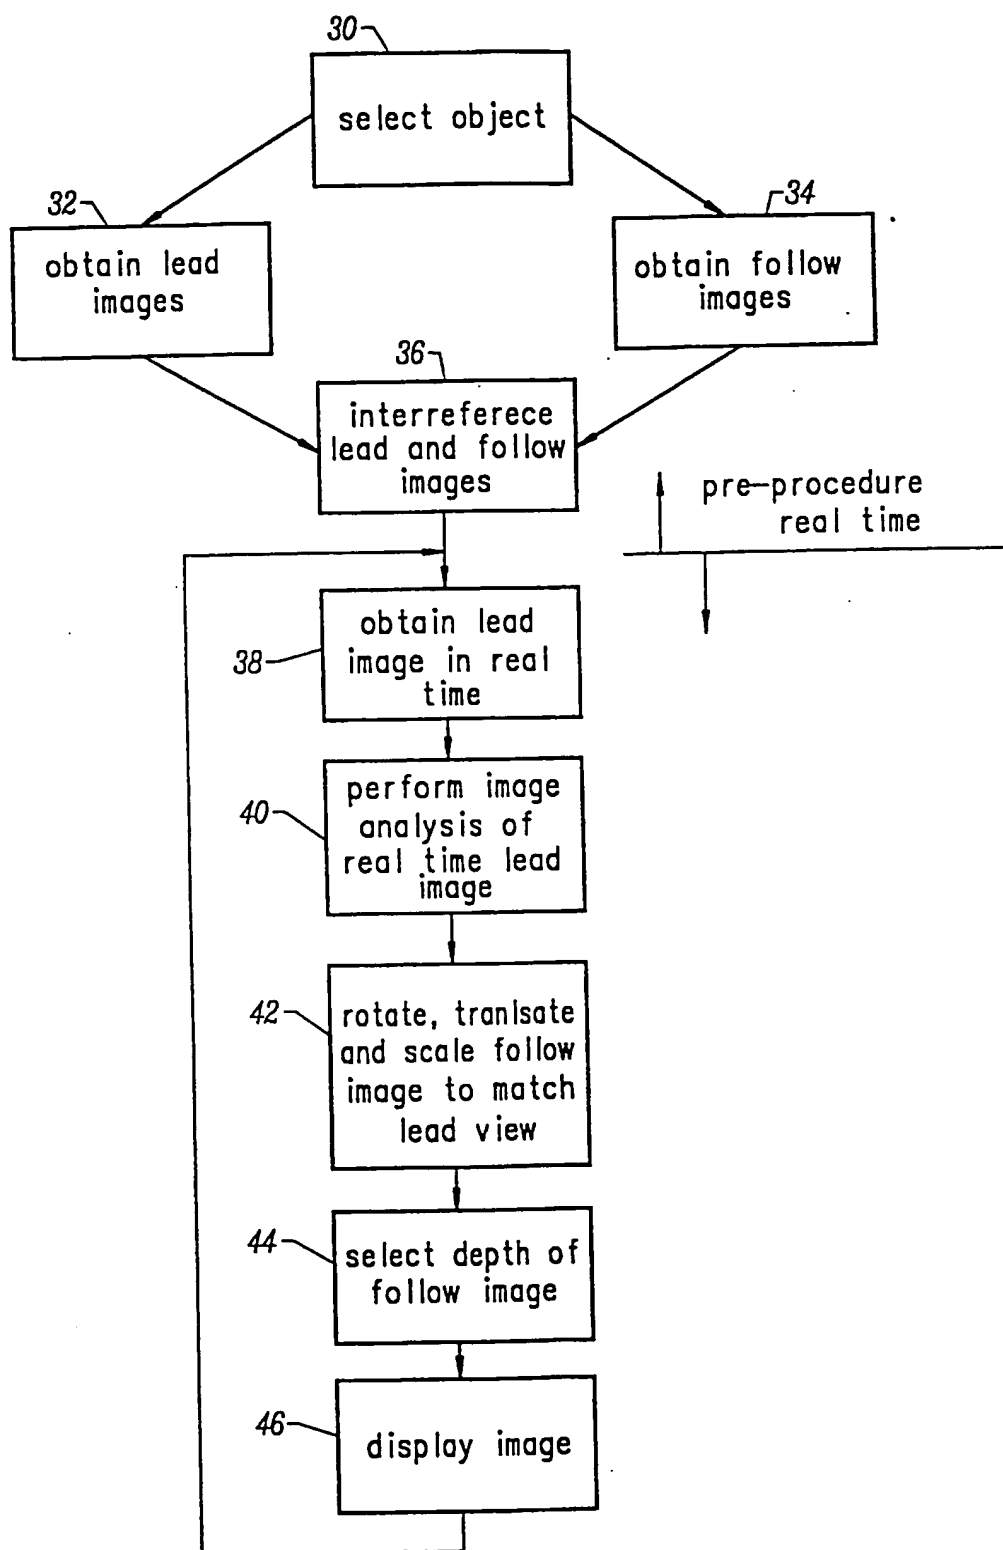 30
select object
32
obtain lead
images
34
obtain follow
images
36
interreferece
lead and follow
images
pre-procedure
real time
38
obtain lead
image in real
time
40
perform image
analysis of
real time lead
image
42
rotate, tranlsate
and scale follow
image to match
lead view
44
select depth of
follow image
46
display image